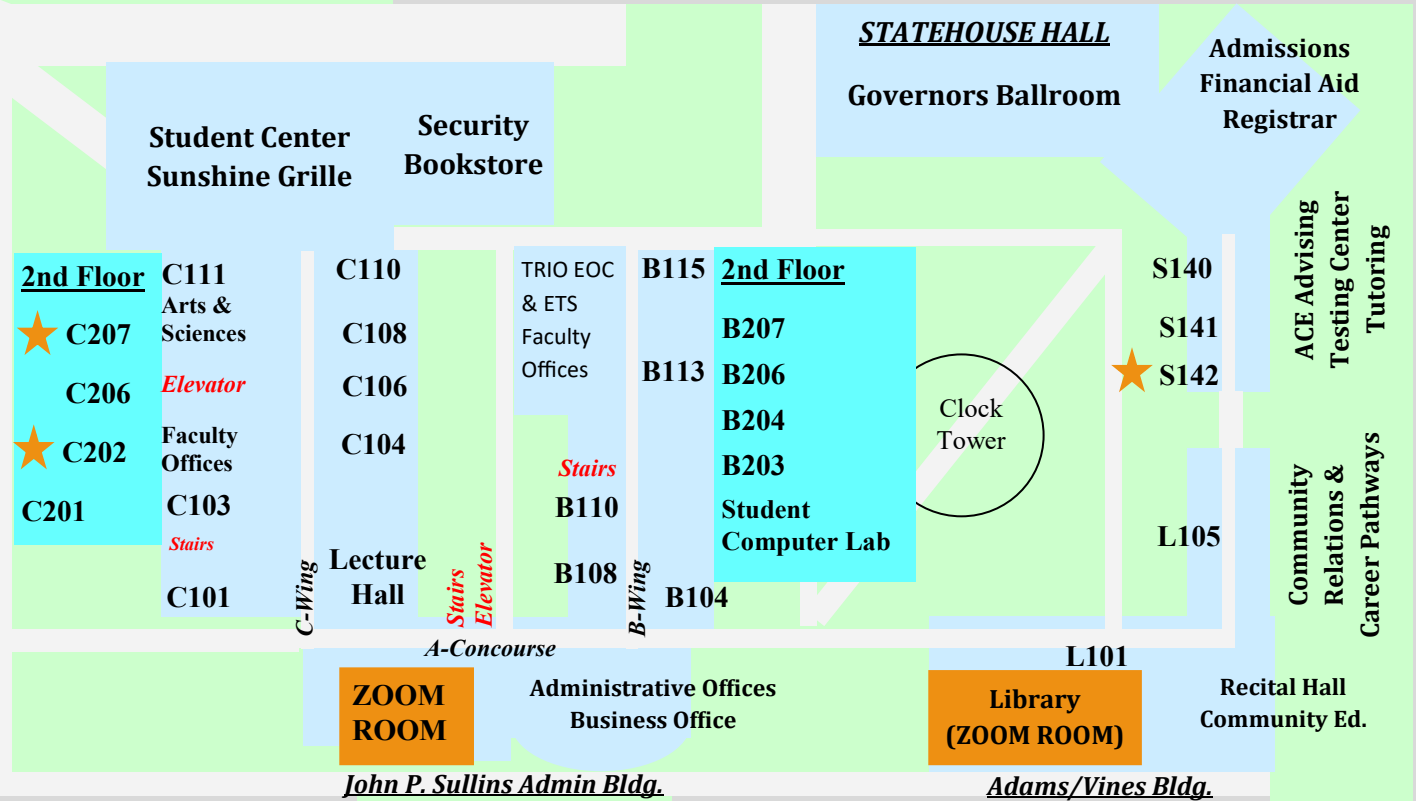 STATEHOUSE HALL
Governors Ballroom
Admissions
Financial Aid
Registrar
Student Center
Sunshine Grille
Security
Bookstore
ACE Advising
Testing Center
Tutoring
2nd Floor
C207
C206
C202
C201
C111
Arts &
Sciences
Elevator
Faculty
Offices
C103
Stairs
C101
C-Wing
C110
C108
C106
C104
Lecture
Hall
Stairs
Elevator
TRIO EOC
& ETS
Faculty
Offices
Stairs
B110
B108
B-Wing
B115
B113
B104
2nd Floor
B207
B206
B204
B203
Student
Computer Lab
Clock
Tower
S140
S141
S142
L105
Community
Relations &
Career Pathways
A-Concourse
ZOOM
ROOM
Administrative Offices
Business Office
L101
Library
(ZOOM ROOM)
Recital Hall
Community Ed.
John P. Sullins Admin Bldg.
Adams/Vines Bldg.